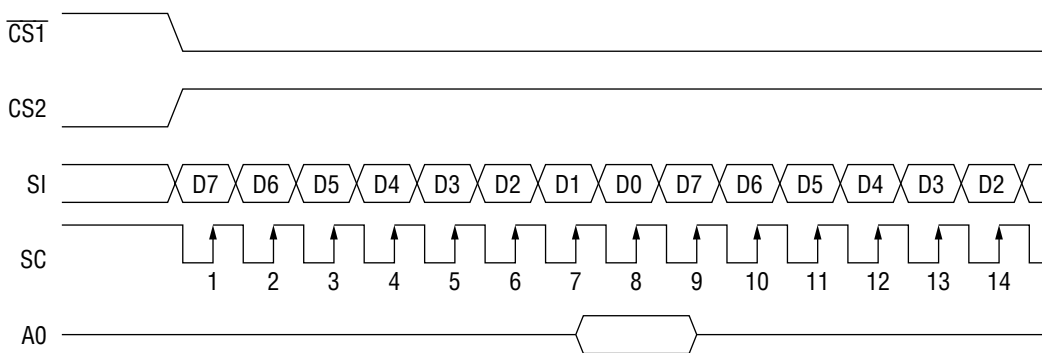 C̅S̅1̅
CS2
SI D7 D6 D5 D4 D3 D2 D1 D0 D7 D6 D5 D4 D3 D2
SC
1 2 3 4 5 6 7 8 9 10 11 12 13 14
A0